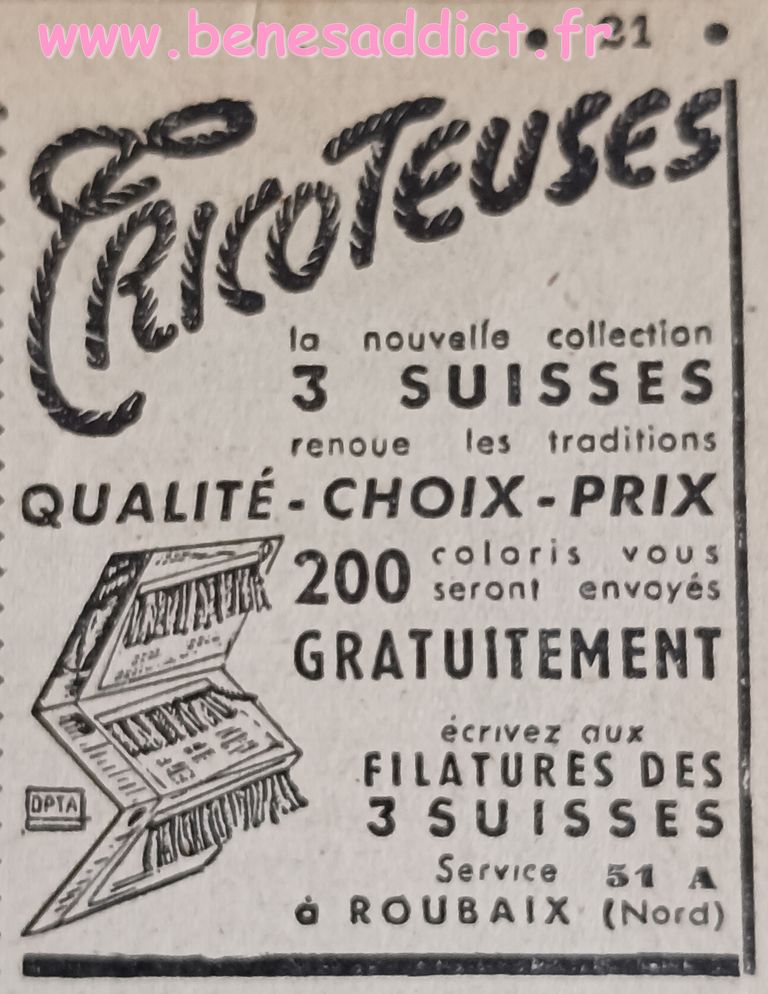 www.benesaddict.fr
• 21 •
TRICOTEUSES
la nouvelle collection
3 SUISSES
renoue les traditions
QUALITÉ - CHOIX - PRIX
200 coloris vous
seront envoyés
GRATUITEMENT
écrivez aux
FILATURES DES
3 SUISSES
DPTA
Service 51 A
à ROUBAIX (Nord)